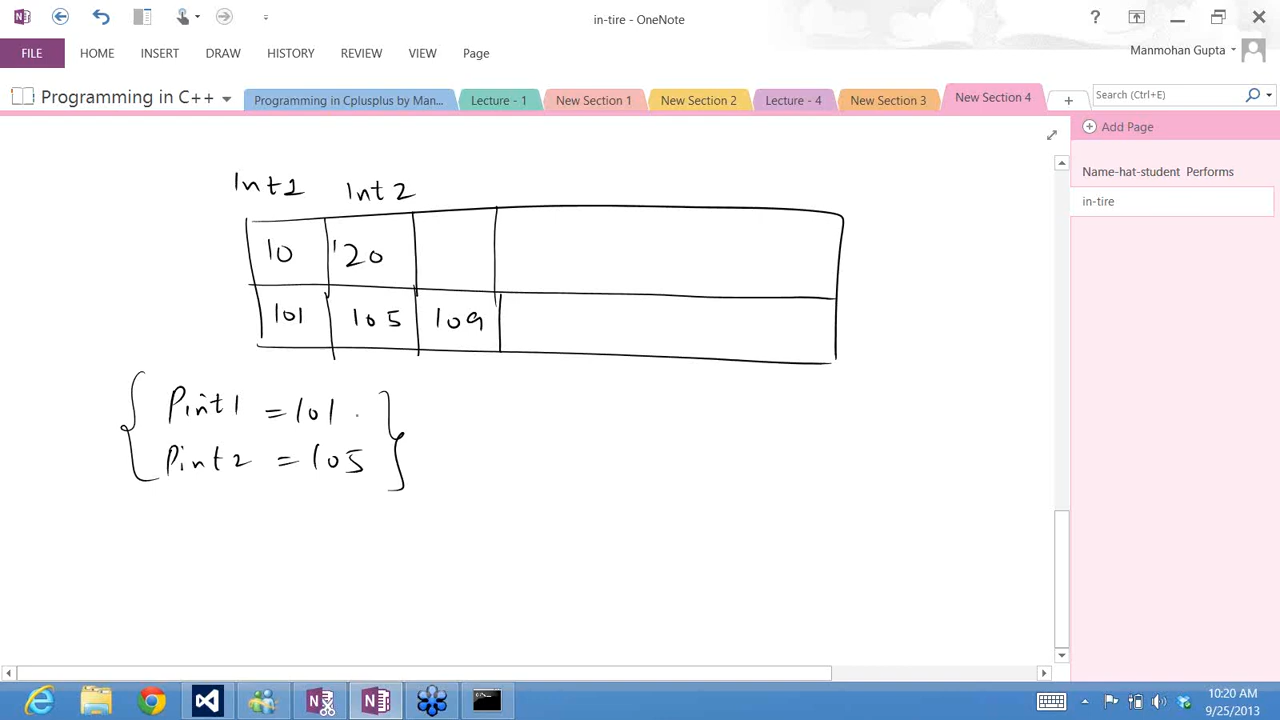 in-tire - OneNote
?
FILE HOME INSERT DRAW HISTORY REVIEW VIEW Page
Manmohan Gupta
Programming in C++
Programming in Cplusplus by Man... Lecture - 1 New Section 1 New Section 2 Lecture - 4 New Section 3 New Section 4
Search (Ctrl+E)
Add Page
Name-hat-student Performs
in-tire
Int1 Int2
10 20
101 105 109
Pint1 = 101
Pint2 = 105
10:20 AM
9/25/2013